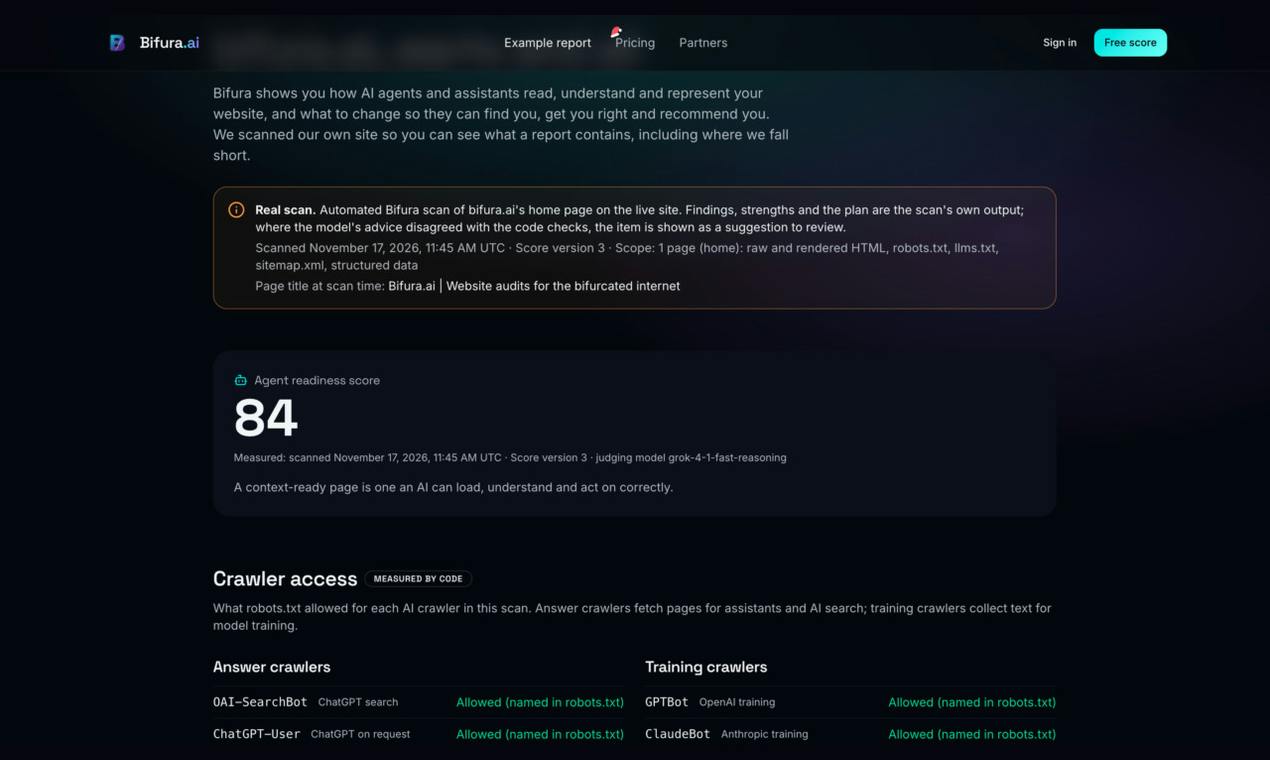 Bifura.ai
Example report
Pricing
Partners
Sign in
Free score
Bifura shows you how AI agents and assistants read, understand and represent your
website, and what to change so they can find you, get you right and recommend you.
We scanned our own site so you can see what a report contains, including where we fall
short.
Real scan. Automated Bifura scan of bifura.ai's home page on the live site. Findings, strengths and the plan are the scan's own output;
where the model's advice disagreed with the code checks, the item is shown as a suggestion to review.
Scanned November 17, 2026, 11:45 AM UTC · Score version 3 · Scope: 1 page (home): raw and rendered HTML, robots.txt, llms.txt,
sitemap.xml, structured data
Page title at scan time: Bifura.ai | Website audits for the bifurcated internet
Agent readiness score
84
Measured: scanned November 17, 2026, 11:45 AM UTC · Score version 3 · judging model grok-4-1-fast-reasoning
A context-ready page is one an AI can load, understand and act on correctly.
Crawler access MEASURED BY CODE
What robots.txt allowed for each AI crawler in this scan. Answer crawlers fetch pages for assistants and AI search; training crawlers collect text for
model training.
Answer crawlers
OAI-SearchBot ChatGPT search Allowed (named in robots.txt)
ChatGPT-User ChatGPT on request Allowed (named in robots.txt)
Training crawlers
GPTBot OpenAI training Allowed (named in robots.txt)
ClaudeBot Anthropic training Allowed (named in robots.txt)